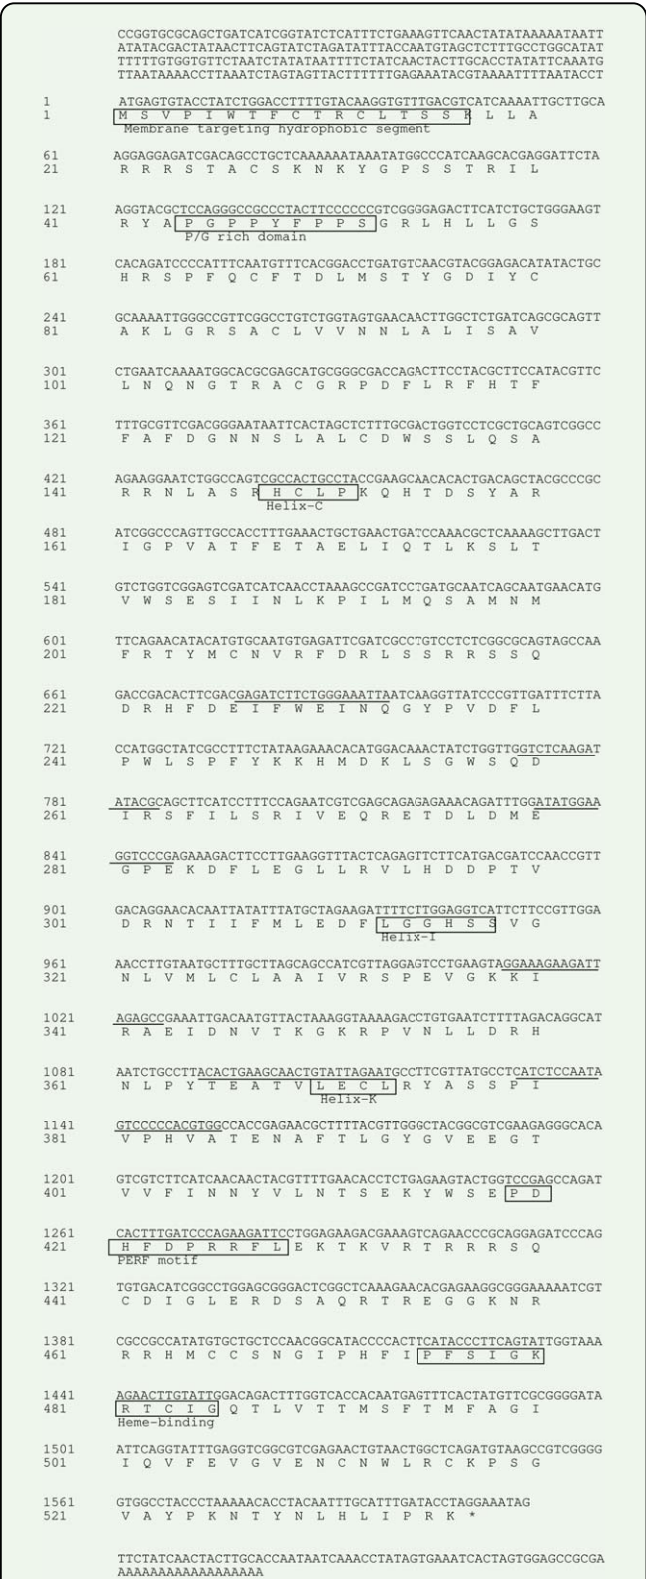 CCGGTGCGCAGCTGATCATCGGTATCTCATTTCTGAAAGTTCAACTATATAAAAATAATT
ATATACGACTATAACTTCAGTATCTAGATATTTACCAATGTAGCTCTTTGCCTGGCATAT
TTTTTGTGGTGTTCTAATCTATATAATTTTCTATCAACTACTTGCACCTATATTCAAATG
TTAATAAAACCTTAAATCTAGTAGTTACTTTTTTGAGAAATACGTAAAATTTTAATACCT
1 ATGAGTGTACCTATCTGGACCTTTTGTACAAGGTGTTTGACGTCATCAAAATTGCTTGCA
1 M S V P I W T F C T R C L T S S K L L A
Membrane targeting hydrophobic segment
61 AGGAGGAGATCGACAGCCTGCTCAAAAAATAAATATGGCCCATCAAGCACGAGGATTCTA
21 R R R S T A C S K N K Y G P S S T R I L
121 AGGTACGCTCCAGGGCCGCCCTACTTCCCCCCGTCGGGGAGACTTCATCTGCTGGGAAGT
41 R Y A P G P P Y F P P S G R L H L L G S
P/G rich domain
181 CACAGATCCCCATTTCAATGTTTCACGGACCTGATGTCAACGTACGGAGACATATACTGC
61 H R S P F Q C F T D L M S T Y G D I Y C
241 GCAAAATTGGGCCGTTCGGCCTGTCTGGTAGTGAACAACTTGGCTCTGATCAGCGCAGTT
81 A K L G R S A C L V V N N L A L I S A V
301 CTGAATCAAAATGGCACGCGAGCATGCGGGCGACCAGACTTCCTACGCTTCCATACGTTC
101 L N Q N G T R A C G R P D F L R F H T F
361 TTTGCGTTCGACGGGAATAATTCACTAGCTCTTTGCGACTGGTCCTCGCTGCAGTCGGCC
121 F A F D G N N S L A L C D W S S L Q S A
421 AGAAGGAATCTGGCCAGTCGCCACTGCCTACCGAAGCAACACACTGACAGCTACGCCCGC
141 R R N L A S R H C L P K Q H T D S Y A R
Helix-C
481 ATCGGCCCAGTTGCCACCTTTGAAACTGCTGAACTGATCCAAACGCTCAAAAGCTTGACT
161 I G P V A T F E T A E L I Q T L K S L T
541 GTCTGGTCGGAGTCGATCATCAACCTAAAGCCGATCCTGATGCAATCAGCAATGAACATG
181 V W S E S I I N L K P I L M Q S A M N M
601 TTCAGAACATACATGTGCAATGTGAGATTCGATCGCCTGTCCTCTCGGCGCAGTAGCCAA
201 F R T Y M C N V R F D R L S S R R S S Q
661 GACCGACACTTCGACGAGATCTTCTGGGAAATTAATCAAGGTTATCCCGTTGATTTCTTA
221 D R H F D E I F W E I N Q G Y P V D F L
721 CCATGGCTATCGCCTTTCTATAAGAAACACATGGACAAACTATCTGGTTGGTCTCAAGAT
241 P W L S P F Y K K H M D K L S G W S Q D
781 ATACGCAGCTTCATCCTTTCCAGAATCGTCGAGCAGAGAGAAACAGATTTGGATATGGAA
261 I R S F I L S R I V E Q R E T D L D M E
841 GGTCCCGAGAAAGACTTCCTTGAAGGTTTACTCAGAGTTCTTCATGACGATCCAACCGTT
281 G P E K D F L E G L L R V L H D D P T V
901 GACAGGAACACAATTATATTTATGCTAGAAGATTTTCTTGGAGGTCATTCTTCCGTTGGA
301 D R N T I I F M L E D F L G G H S S V G
Helix-I
961 AACCTTGTAATGCTTTGCTTAGCAGCCATCGTTAGGAGTCCTGAAGTAGGAAAGAAGATT
321 N L V M L C L A A I V R S P E V G K K I
1021 AGAGCCGAAATTGACAATGTTACTAAAGGTAAAAGACCTGTGAATCTTTTAGACAGGCAT
341 R A E I D N V T K G K R P V N L L D R H
1081 AATCTGCCTTACACTGAAGCAACTGTATTAGAATGCCTTCGTTATGCCTCATCTCCAATA
361 N L P Y T E A T V L E C L R Y A S S P I
Helix-K
1141 GTCCCCCACGTGGCCACCGAGAACGCTTTTACGTTGGGCTACGGCGTCGAAGAGGGCACA
381 V P H V A T E N A F T L G Y G V E E G T
1201 GTCGTCTTCATCAACAACTACGTTTTGAACACCTCTGAGAAGTACTGGTCCGAGCCAGAT
401 V V F I N N Y V L N T S E K Y W S E P D
1261 CACTTTGATCCCAGAAGATTCCTGGAGAAGACGAAAGTCAGAACCCGCAGGAGATCCCAG
421 H F D P R R F L E K T K V R T R R R S Q
PERF motif
1321 TGTGACATCGGCCTGGAGCGGGACTCGGCTCAAAGAACACGAGAAGGCGGGAAAAATCGT
441 C D I G L E R D S A Q R T R E G G K N R
1381 CGCCGCCATATGTGCTGCTCCAACGGCATACCCCACTTCATACCCTTCAGTATTGGTAAA
461 R R H M C C S N G I P H F I P F S I G K
1441 AGAACTTGTATTGGACAGACTTTGGTCACCACAATGAGTTTCACTATGTTCGCGGGGATA
481 R T C I G Q T L V T T M S F T M F A G I
Heme-binding
1501 ATTCAGGTATTTGAGGTCGGCGTCGAGAACTGTAACTGGCTCAGATGTAAGCCGTCGGGG
501 I Q V F E V G V E N C N W L R C K P S G
1561 GTGGCCTACCCTAAAAACACCTACAATTTGCATTTGATACCTAGGAAATAG
521 V A Y P K N T Y N L H L I P R K *
TTCTATCAACTACTTGCACCAATAATCAAACCTATAGTGAAATCACTAGTGGAGCCGCGA
AAAAAAAAAAAAAAAAAA